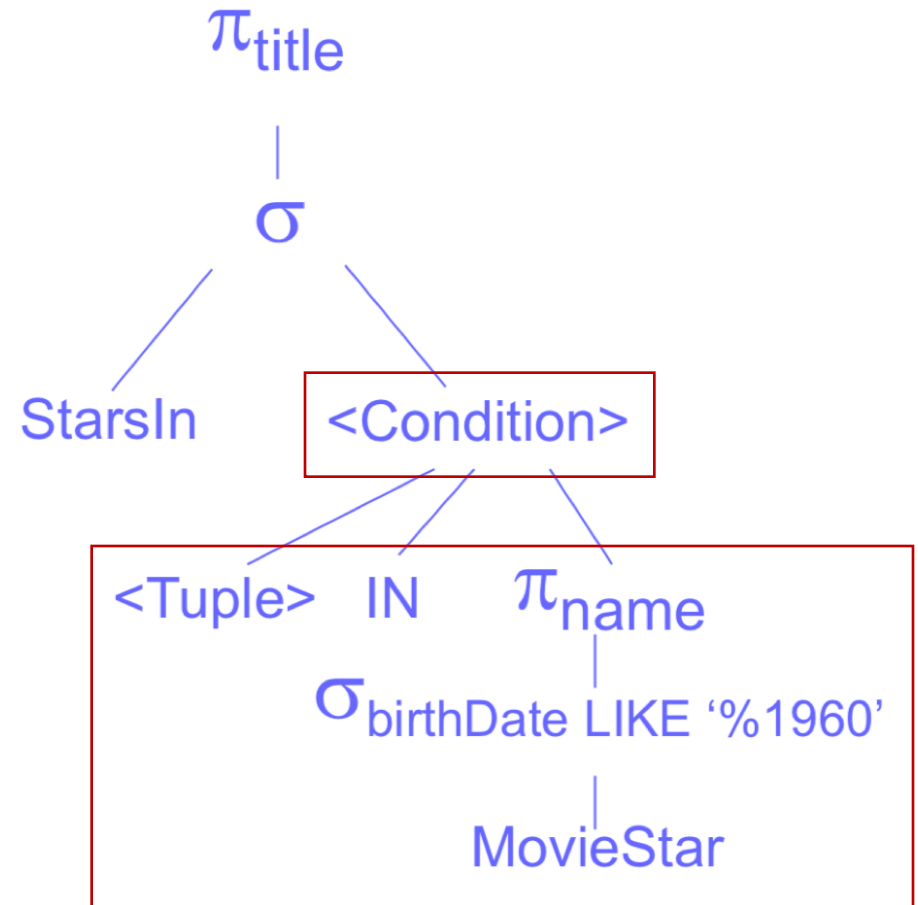 πtitle
σ
StarsIn <Condition>
<Tuple> IN πname
σbirthDate LIKE ‘%1960’
MovieStar